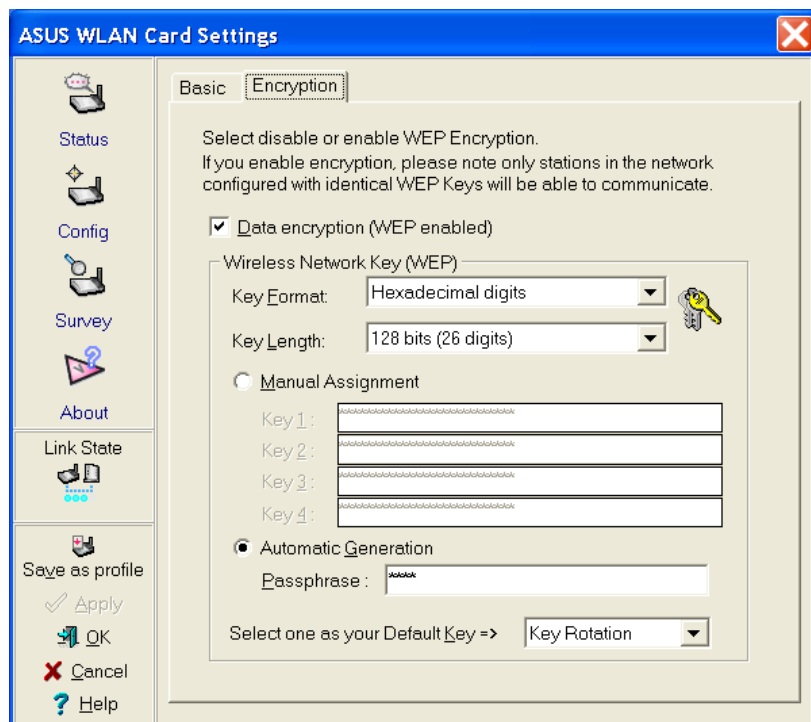 ASUS WLAN Card Settings
Status
Config
Survey
About
Link State
Save as profile
Apply
OK
Cancel
Help
Basic
Encryption
Select disable or enable WEP Encryption.
If you enable encryption, please note only stations in the network
configured with identical WEP Keys will be able to communicate.
Data encryption (WEP enabled)
Wireless Network Key (WEP)
Key Format: Hexadecimal digits
Key Length: 128 bits (26 digits)
Manual Assignment
Key 1 : **************************
Key 2 : **************************
Key 3 : **************************
Key 4 : **************************
Automatic Generation
Passphrase : ****
Select one as your Default Key => Key Rotation